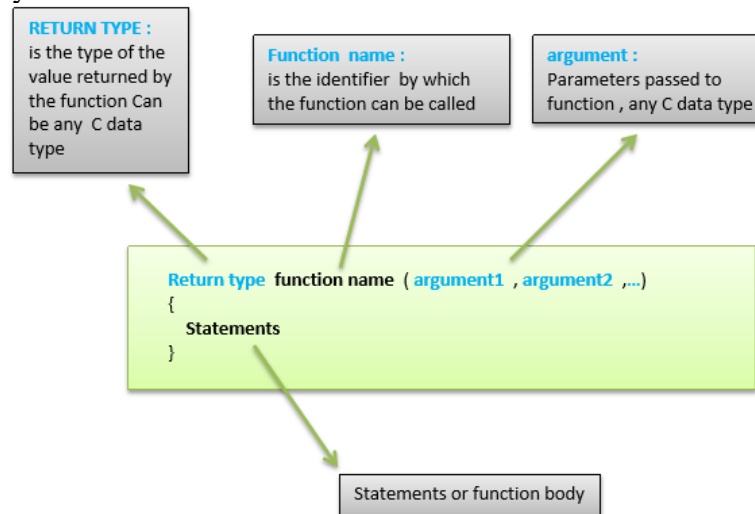 RETURN TYPE :
is the type of the
value returned by
the function Can
be any C data
type
Function name :
is the identifier by which
the function can be called
argument :
Parameters passed to
function , any C data type
Return type function name ( argument1 , argument2 ,...)
{
Statements
}
Statements or function body